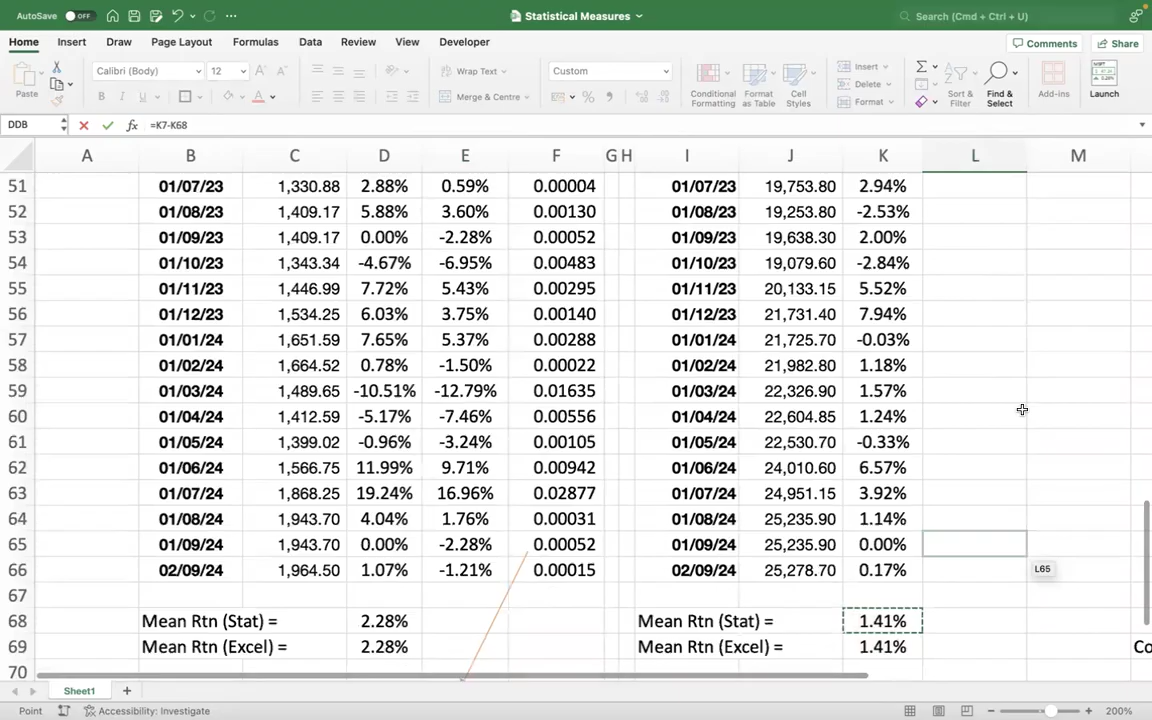 AutoSave OFF ... Statistical Measures Search (Cmd + Ctrl + U)
Home Insert Draw Page Layout Formulas Data Review View Developer Comments Share
Paste Calibri (Body) 12 A A Wrap Text Custom Conditional Formatting Format as Table Cell Styles Insert Sort & Filter Find & Select Add-ins Launch
B I U A Merge & Centre % Delete Format
DDB fx =K7-K68
A B C D E F G H I J K L M
51 01/07/23 1,330.88 2.88% 0.59% 0.00004 01/07/23 19,753.80 2.94%
52 01/08/23 1,409.17 5.88% 3.60% 0.00130 01/08/23 19,253.80 -2.53%
53 01/09/23 1,409.17 0.00% -2.28% 0.00052 01/09/23 19,638.30 2.00%
54 01/10/23 1,343.34 -4.67% -6.95% 0.00483 01/10/23 19,079.60 -2.84%
55 01/11/23 1,446.99 7.72% 5.43% 0.00295 01/11/23 20,133.15 5.52%
56 01/12/23 1,534.25 6.03% 3.75% 0.00140 01/12/23 21,731.40 7.94%
57 01/01/24 1,651.59 7.65% 5.37% 0.00288 01/01/24 21,725.70 -0.03%
58 01/02/24 1,664.52 0.78% -1.50% 0.00022 01/02/24 21,982.80 1.18%
59 01/03/24 1,489.65 -10.51% -12.79% 0.01635 01/03/24 22,326.90 1.57%
60 01/04/24 1,412.59 -5.17% -7.46% 0.00556 01/04/24 22,604.85 1.24%
61 01/05/24 1,399.02 -0.96% -3.24% 0.00105 01/05/24 22,530.70 -0.33%
62 01/06/24 1,566.75 11.99% 9.71% 0.00942 01/06/24 24,010.60 6.57%
63 01/07/24 1,868.25 19.24% 16.96% 0.02877 01/07/24 24,951.15 3.92%
64 01/08/24 1,943.70 4.04% 1.76% 0.00031 01/08/24 25,235.90 1.14%
65 01/09/24 1,943.70 0.00% -2.28% 0.00052 01/09/24 25,235.90 0.00%
66 02/09/24 1,964.50 1.07% -1.21% 0.00015 02/09/24 25,278.70 0.17% L65
67
68 Mean Rtn (Stat) = 2.28% Mean Rtn (Stat) = 1.41%
69 Mean Rtn (Excel) = 2.28% Mean Rtn (Excel) = 1.41% Co
70
Sheet1 +
Point Accessibility: Investigate 200%